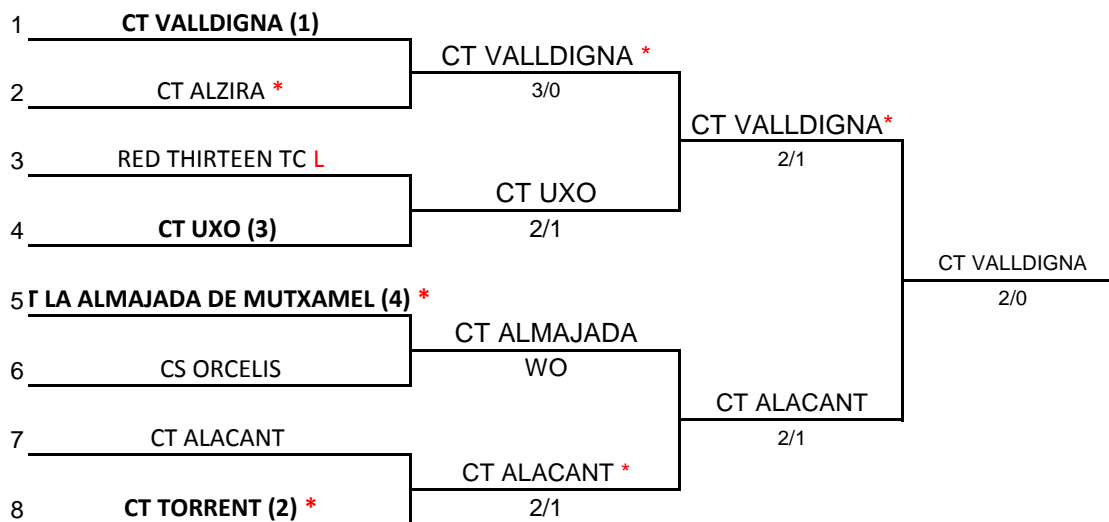 1 CT VALLDIGNA (1)
CT VALLDIGNA *
3/0
2 CT ALZIRA *
CT VALLDIGNA*
2/1
3 RED THIRTEEN TC L
CT UXO
2/1
4 CT UXO (3)
CT VALLDIGNA
2/0
5 T LA ALMAJADA DE MUTXAMEL (4) *
CT ALMAJADA
WO
6 CS ORCELIS
CT ALACANT
2/1
7 CT ALACANT
CT ALACANT *
2/1
8 CT TORRENT (2) *